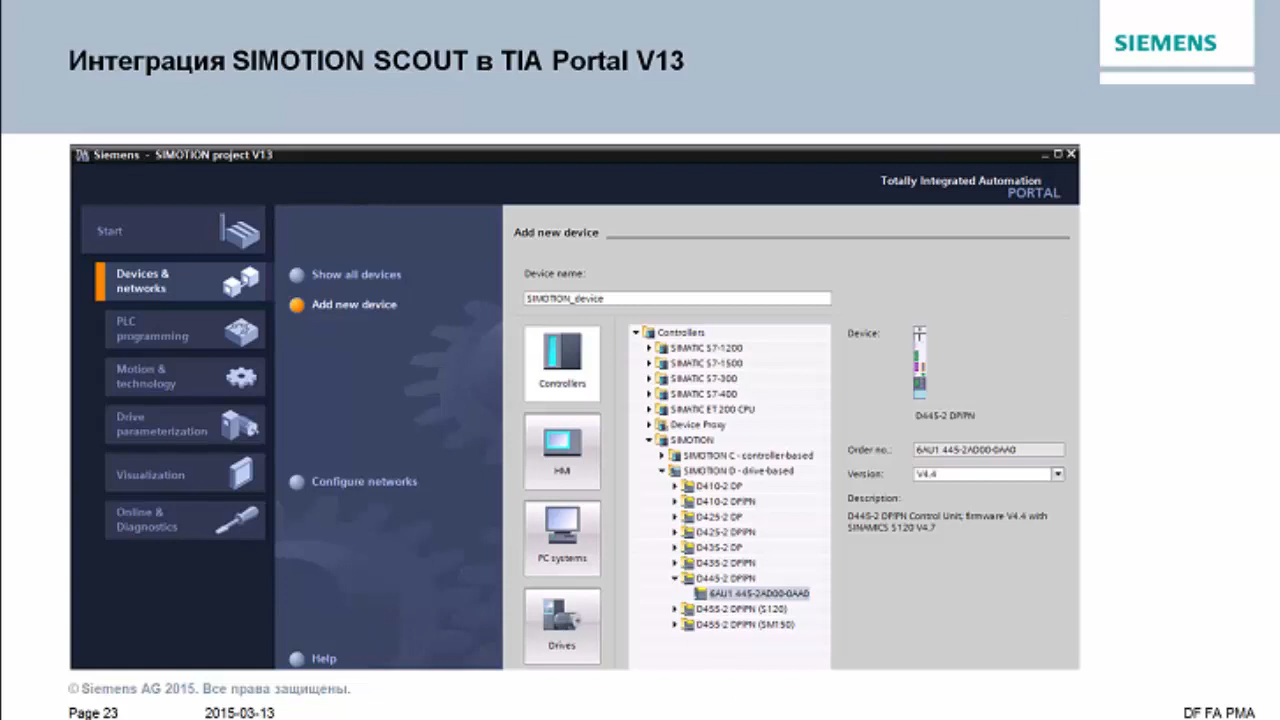 Интеграция SIMOTION SCOUT в TIA Portal V13
SIEMENS
Siemens - SIMOTION project V13
Totally Integrated Automation
PORTAL
Start
Devices &
networks
PLC
programming
Motion &
technology
Drive
parameterization
Visualization
Online &
Diagnostics
Show all devices
Add new device
Configure networks
Help
Add new device
Device name:
SIMOTION_device
Controllers
HMI
PC systems
Drives
Controllers
SIMATIC S7-1200
SIMATIC S7-1500
SIMATIC S7-300
SIMATIC S7-400
SIMATIC ET 200 CPU
Device Proxy
SIMOTION
SIMOTION C - controller-based
SIMOTION D - drive-based
D410-2 DP
D410-2 DP/PN
D425-2 DP
D425-2 DP/PN
D435-2 DP
D435-2 DP/PN
D445-2 DP/PN
6AU1 445-2AD00-0AA0
D455-2 DP/PN (S120)
D455-2 DP/PN (SM150)
Device:
D445-2 DP/PN
Order no.: 6AU1 445-2AD00-0AA0
Version: V4.4
Description:
D445-2 DP/PN Control Unit, firmware V4.4 with
SINAMICS S120 V4.7
© Siemens AG 2015. Все права защищены.
Page 23 2015-03-13 DF FA PMA